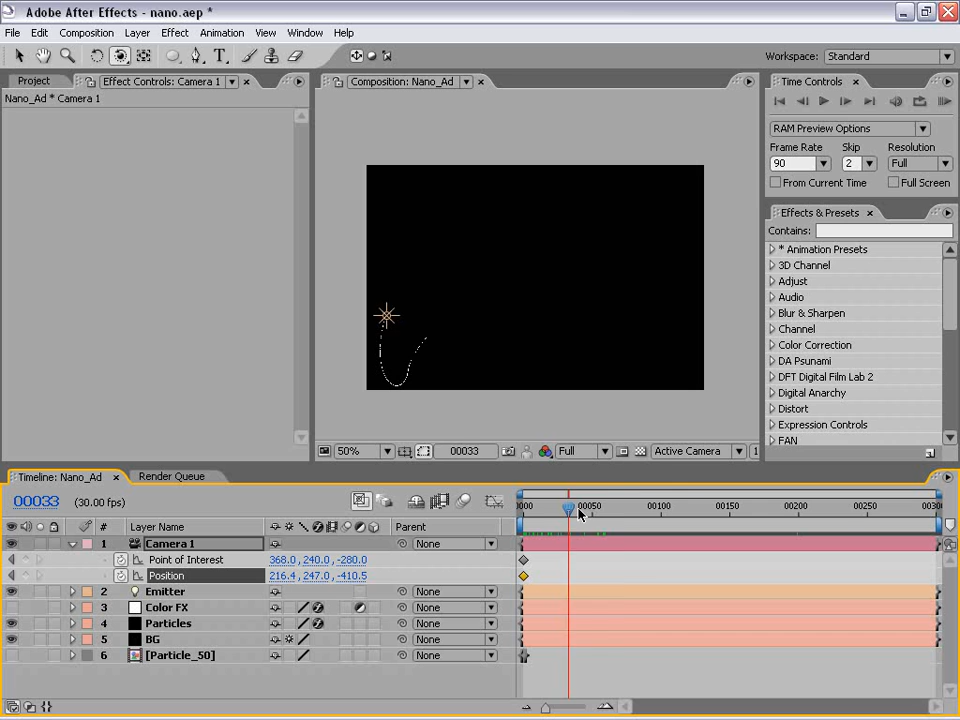 Adobe After Effects - nano.aep *
File Edit Composition Layer Effect Animation View Window Help
Workspace: Standard
Project Effect Controls: Camera 1
Nano_Ad * Camera 1
Composition: Nano_Ad
Time Controls
RAM Preview Options
Frame Rate Skip Resolution
90 2 Full
From Current Time Full Screen
Effects & Presets
Contains:
* Animation Presets
3D Channel
Adjust
Audio
Blur & Sharpen
Channel
Color Correction
DA Psunami
DFT Digital Film Lab 2
Digital Anarchy
Distort
Expression Controls
FAN
50% 00033 Full Active Camera 1
Timeline: Nano_Ad Render Queue
00033 (30.00 fps)
0000 00050 00100 00150 00200 00250 0030
# Layer Name Parent
1 Camera 1 None
Point of Interest 368.0, 240.0, -280.0
Position 216.4, 247.0, -410.5
2 Emitter None
3 Color FX None
4 Particles None
5 BG None
6 [Particle_50] None